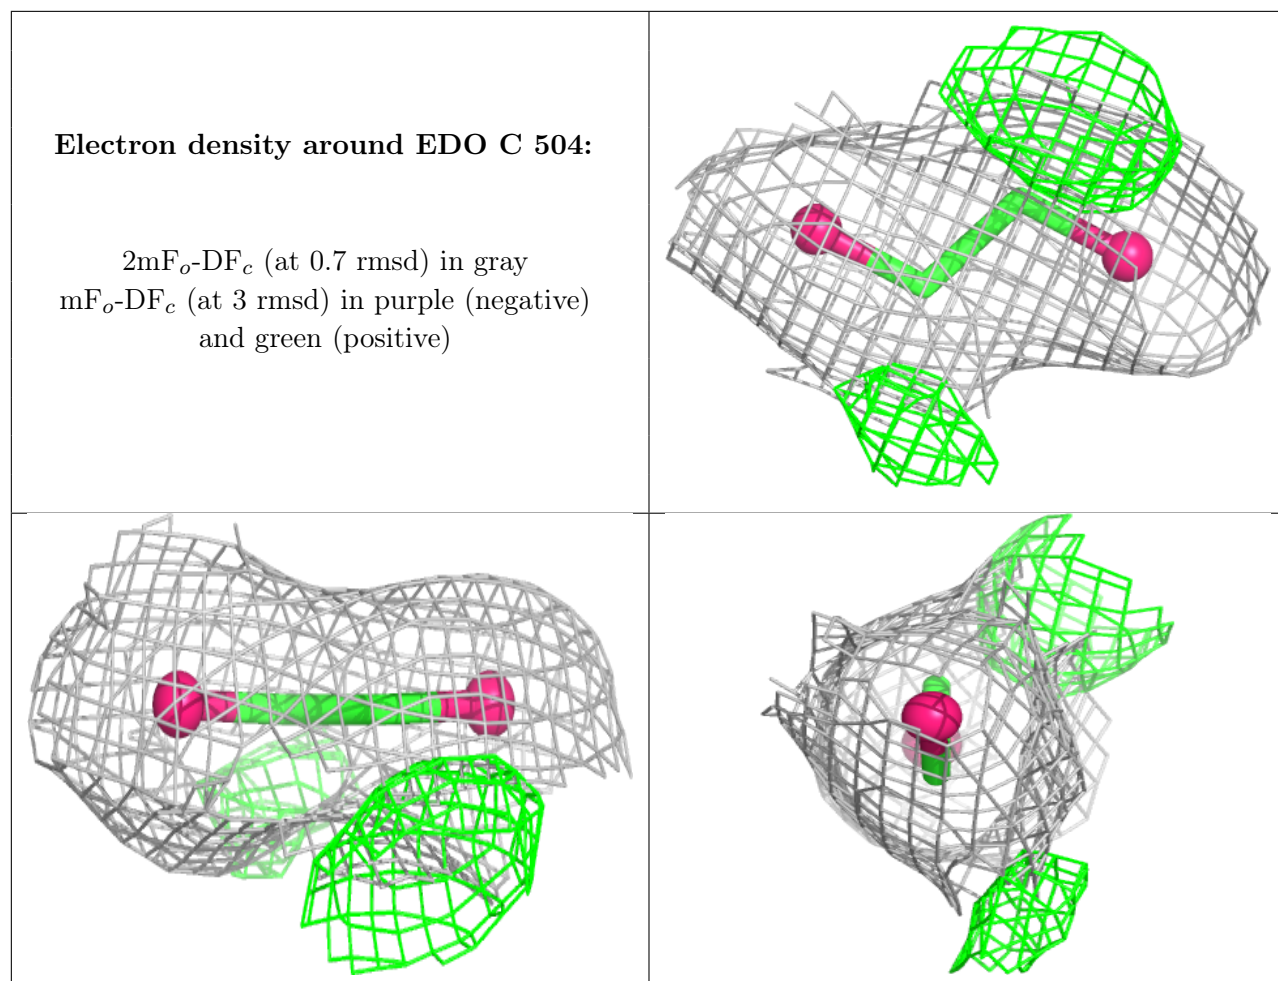 Electron density around EDO C 504:
2mFo-DFc (at 0.7 rmsd) in gray
mFo-DFc (at 3 rmsd) in purple (negative)
and green (positive)